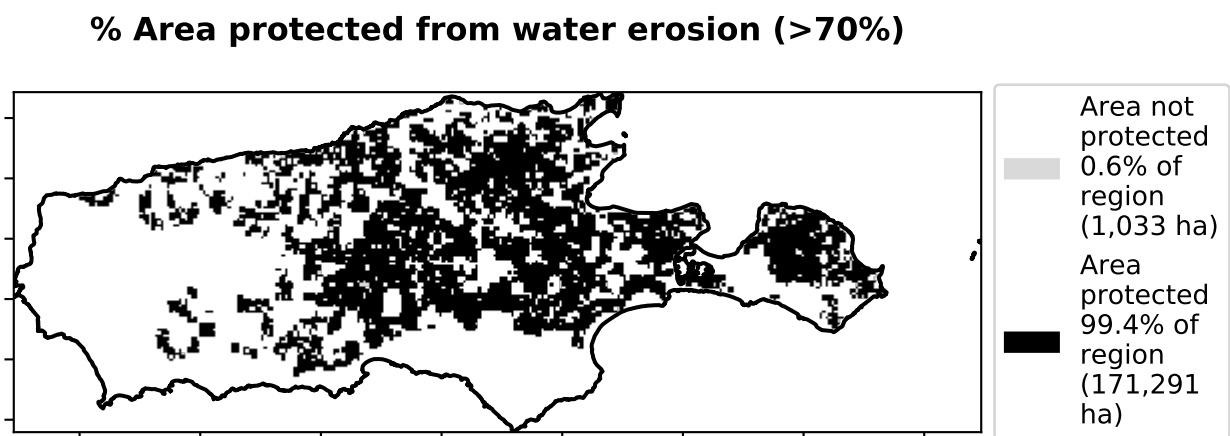 % Area protected from water erosion (>70%)
Area not
protected
0.6% of
region
(1,033 ha)
Area
protected
99.4% of
region
(171,291
ha)